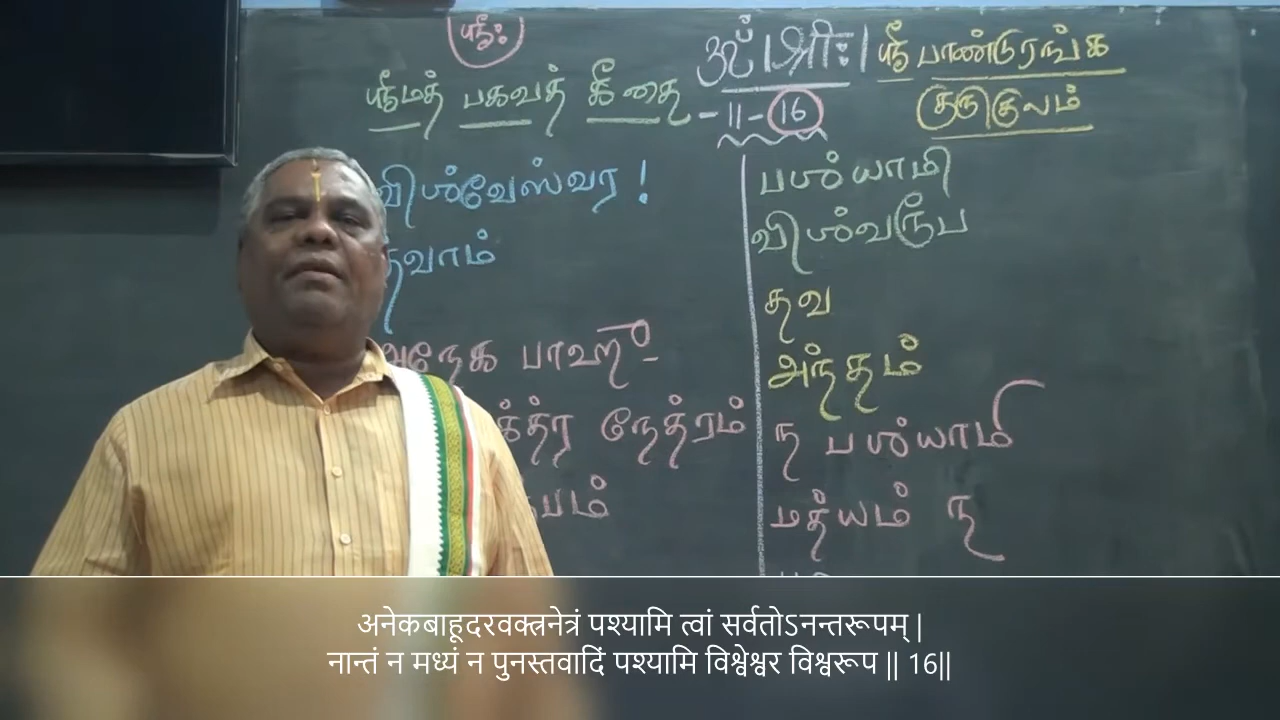 ஸ்ரீ:
ஓம் ஸ்ரீ: ஸ்ரீ பாண்டுரங்க
குருகுலம்
ஸ்ரீமத் பகவத் கீதை - 11 - 16
விஶ்வேஸ்வர !
த்வாம்
அநேக பாஹூ -
க்த்ர நேத்ரம்
பஶ்யாமி
விஶ்வரூப
தவ
அந்தம்
ந பஶ்யாமி
மத்யம் ந
अनेकबाहूदरवक्त्रनेत्रं पश्यामि त्वां सर्वतोऽनन्तरूपम् |
नान्तं न मध्यं न पुनस्तवादिं पश्यामि विश्वेश्वर विश्वरूप || 16||